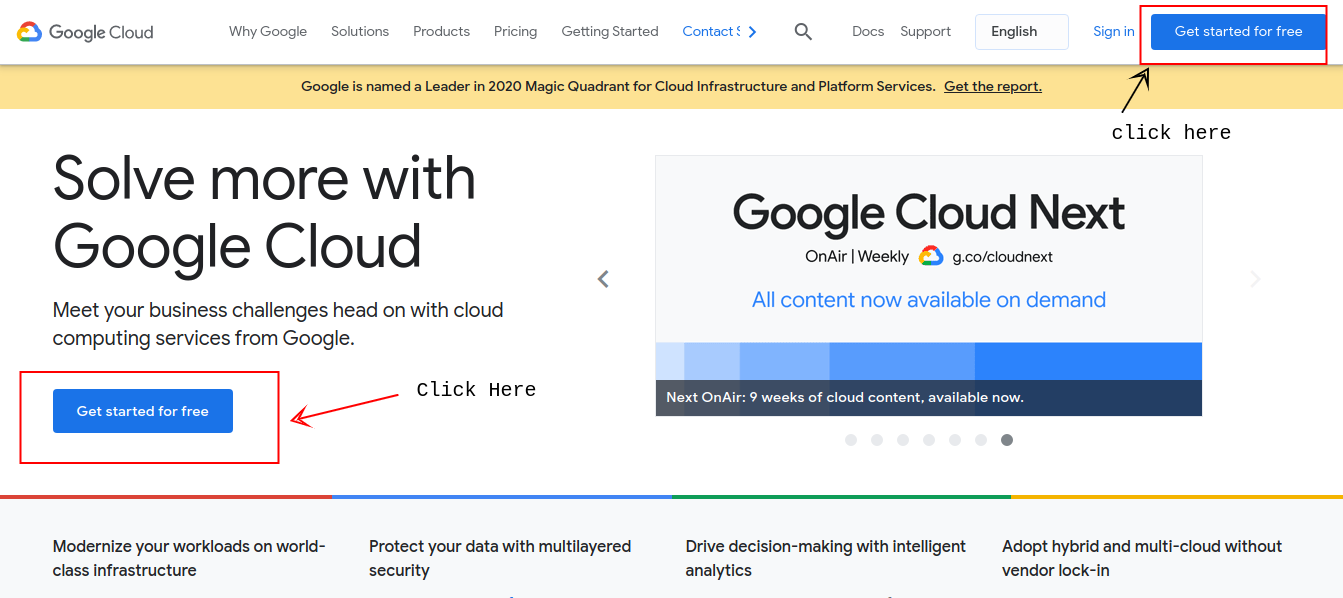 Google Cloud
Why Google Solutions Products Pricing Getting Started Contact S Docs Support English Sign in Get started for free
Google is named a Leader in 2020 Magic Quadrant for Cloud Infrastructure and Platform Services. Get the report.
click here
Solve more with
Google Cloud
Meet your business challenges head on with cloud
computing services from Google.
Get started for free
Click Here
Google Cloud Next
OnAir | Weekly g.co/cloudnext
All content now available on demand
Next OnAir: 9 weeks of cloud content, available now.
Modernize your workloads on world-
class infrastructure
Protect your data with multilayered
security
Drive decision-making with intelligent
analytics
Adopt hybrid and multi-cloud without
vendor lock-in